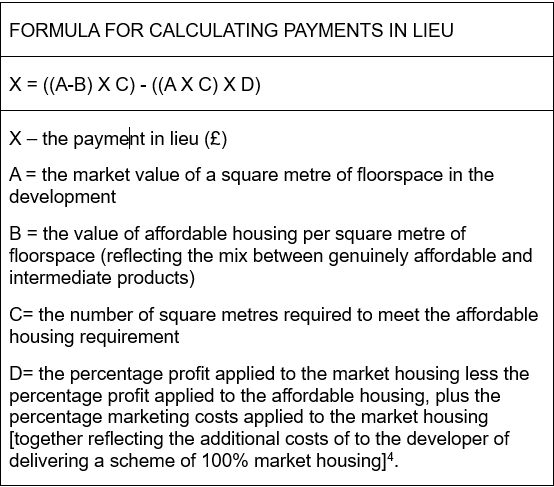 FORMULA FOR CALCULATING PAYMENTS IN LIEU
X = ((A-B) X C) - ((A X C) X D)
X – the payment in lieu (£)
A = the market value of a square metre of floorspace in the
development
B = the value of affordable housing per square metre of
floorspace (reflecting the mix between genuinely affordable and
intermediate products)
C= the number of square metres required to meet the affordable
housing requirement
D= the percentage profit applied to the market housing less the
percentage profit applied to the affordable housing, plus the
percentage marketing costs applied to the market housing
[together reflecting the additional costs of to the developer of
delivering a scheme of 100% market housing]⁴.